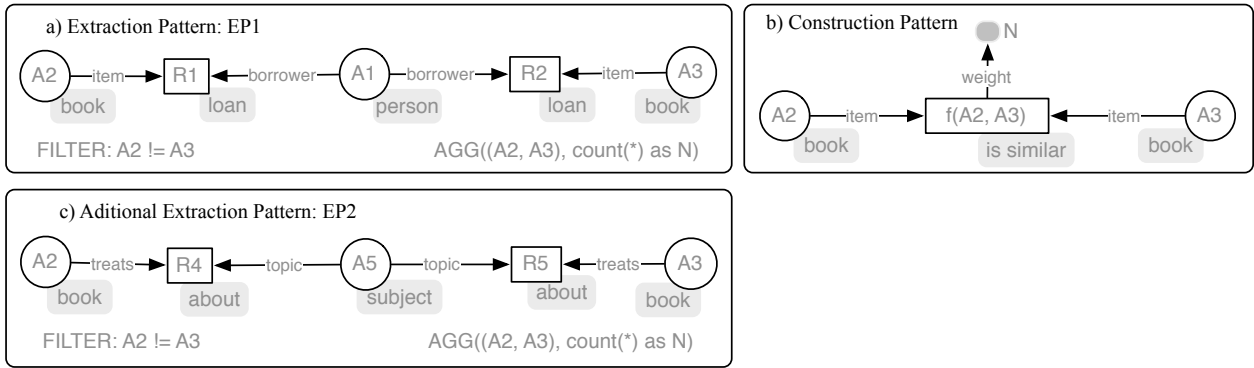 a) Extraction Pattern: EP1
A2 item R1 borrower A1 borrower R2 item A3
book loan person loan book
FILTER: A2 != A3 AGG((A2, A3), count(*) as N)
b) Construction Pattern
N
weight
A2 item f(A2, A3) item A3
book is similar book
c) Aditional Extraction Pattern: EP2
A2 treats R4 topic A5 topic R5 treats A3
book about subject about book
FILTER: A2 != A3 AGG((A2, A3), count(*) as N)